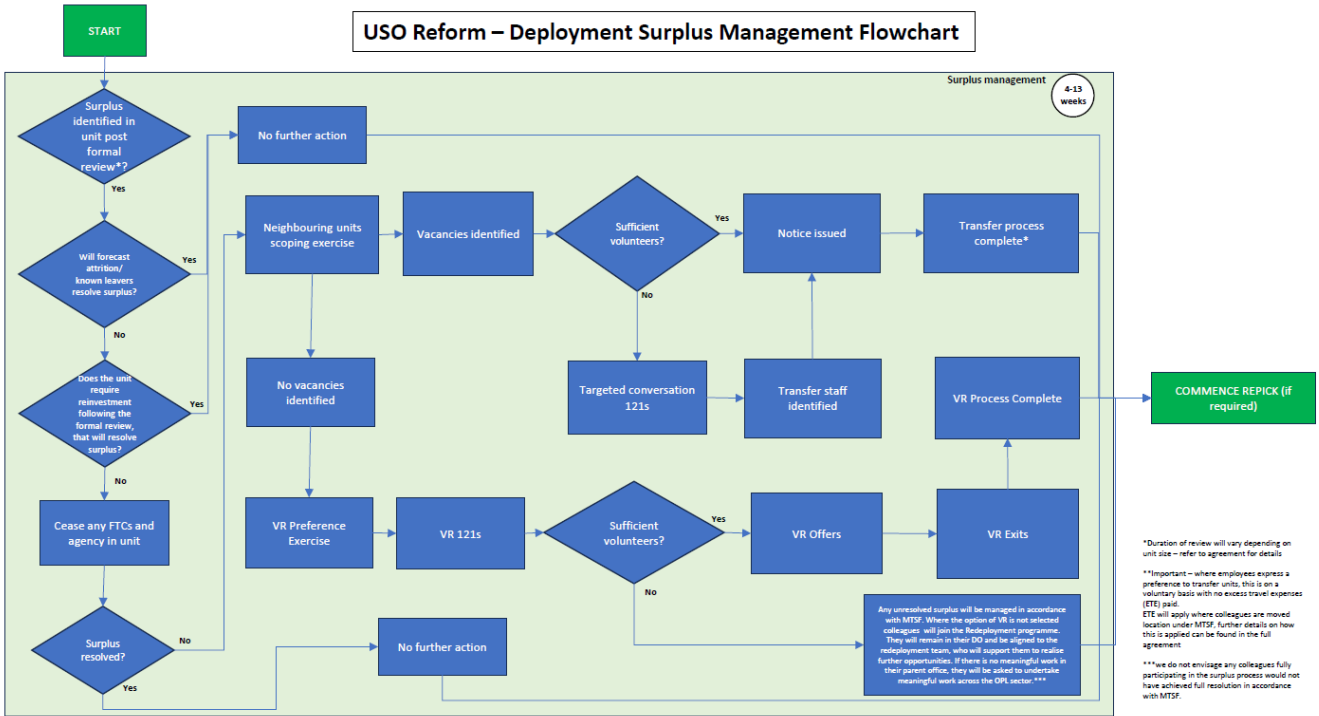 START
USO Reform – Deployment Surplus Management Flowchart
Surplus management
4-13
weeks
Surplus
identified in
unit post
formal
review*?
No further action
Yes
Neighbouring units
scoping exercise
Vacancies identified
Sufficient
volunteers?
Yes
Notice issued
Transfer process
complete*
Will forecast
attrition/
known leavers
resolve surplus?
Yes
No
No
Does the unit
require
reinvestment
following the
formal review,
that will resolve
surplus?
Yes
No vacancies
identified
Targeted conversation
121s
Transfer staff
identified
VR Process Complete
COMMENCE REPICK (if
required)
No
Cease any FTCs and
agency in unit
VR Preference
Exercise
VR 121s
Sufficient
volunteers?
Yes
VR Offers
VR Exits
No
Surplus
resolved?
No
Yes
No further action
Any unresolved surplus will be managed in accordance
with MTSF. Where the option of VR is not selected
colleagues will join the Redeployment programme.
They will remain in their DO and be aligned to the
redeployment team, who will support them to realise
further opportunities. If there is no meaningful work in
their parent office, they will be asked to undertake
meaningful work across the OPL sector.***
*Duration of review will vary depending on
unit size – refer to agreement for details
**Important – where employees express a
preference to transfer units, this is on a
voluntary basis with no excess travel expenses
(ETE) paid.
ETE will apply where colleagues are moved
location under MTSF, further details on how
this is applied can be found in the full
agreement
***we do not envisage any colleagues fully
participating in the surplus process would not
have achieved full resolution in accordance
with MTSF.